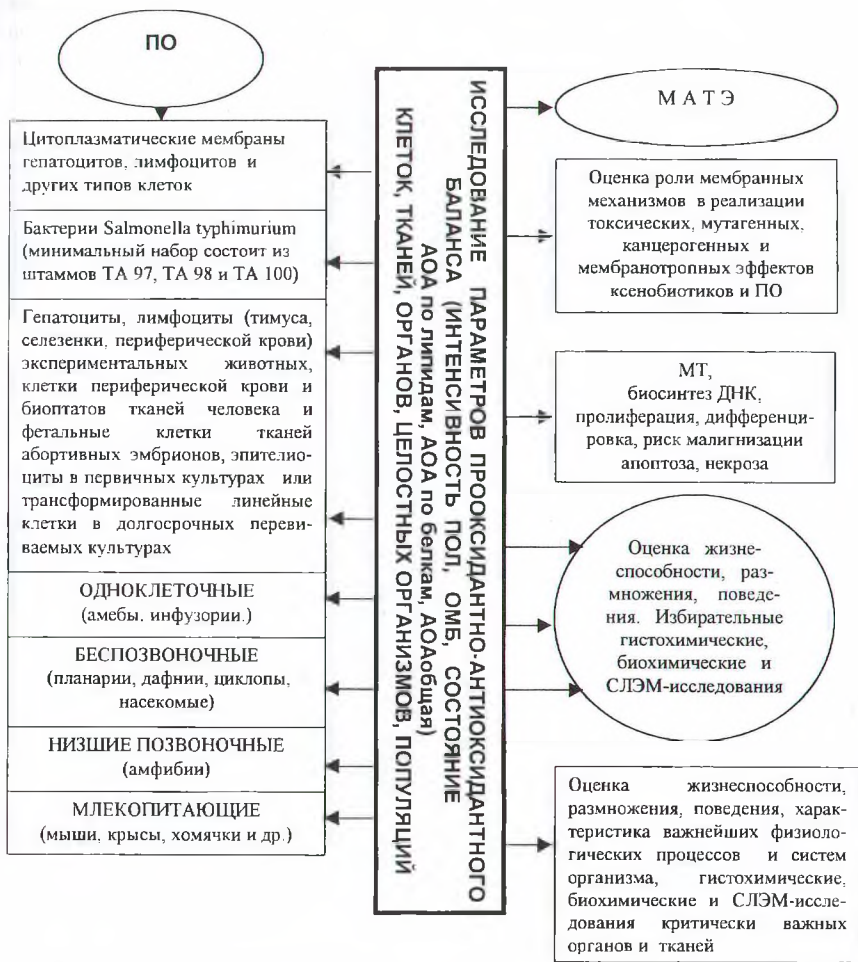 ПО
Цитоплазматические мембраны
гепатоцитов, лимфоцитов и
других типов клеток
Бактерии Salmonella typhimurium
(минимальный набор состоит из
штаммов ТА 97, ТА 98 и ТА 100)
Гепатоциты, лимфоциты (тимуса,
селезенки, периферической крови)
экспериментальных животных,
клетки периферической крови и
биоптатов тканей человека и
фетальные клетки тканей
абортивных эмбрионов, эпителио-
циты в первичных культурах или
трансформированные линейные
клетки в долгосрочных переви-
ваемых культурах
ОДНОКЛЕТОЧНЫЕ
(амебы. инфузории.)
БЕСПОЗВОНОЧНЫЕ
(планарии, дафнии, циклопы,
насекомые)
НИЗШИЕ ПОЗВОНОЧНЫЕ
(амфибии)
МЛЕКОПИТАЮЩИЕ
(мыши, крысы, хомячки и др.)
ИССЛЕДОВАНИЕ ПАРАМЕТРОВ ПРООКСИДАНТНО-АНТИОКСИДАНТНОГО
БАЛАНСА (ИНТЕНСИВНОСТЬ ПОЛ, ОМБ, СОСТОЯНИЕ
АОА по липидам, АОА по белкам, АОАобщая)
КЛЕТОК, ТКАНЕЙ, ОРГАНОВ, ЦЕЛОСТНЫХ ОРГАНИЗМОВ, ПОПУЛЯЦИЙ
М А Т Э
Оценка роли мембранных
механизмов в реализации
токсических, мутагенных,
канцерогенных и
мембранотропных эффектов
ксенобиотиков и ПО
МТ,
биосинтез ДНК,
пролиферация, дифференци-
ровка, риск малигнизации
апоптоза, некроза
Оценка жизне-
способности, раз-
множения, поведе-
ния. Избирательные
гистохимические,
биохимические и
СЛЭМ-исследования
Оценка жизнеспособности,
размножения, поведения, харак-
теристика важнейших физиоло-
гических процессов и систем
организма, гистохимические,
биохимические и СЛЭМ-иссле-
дования критически важных
органов и тканей